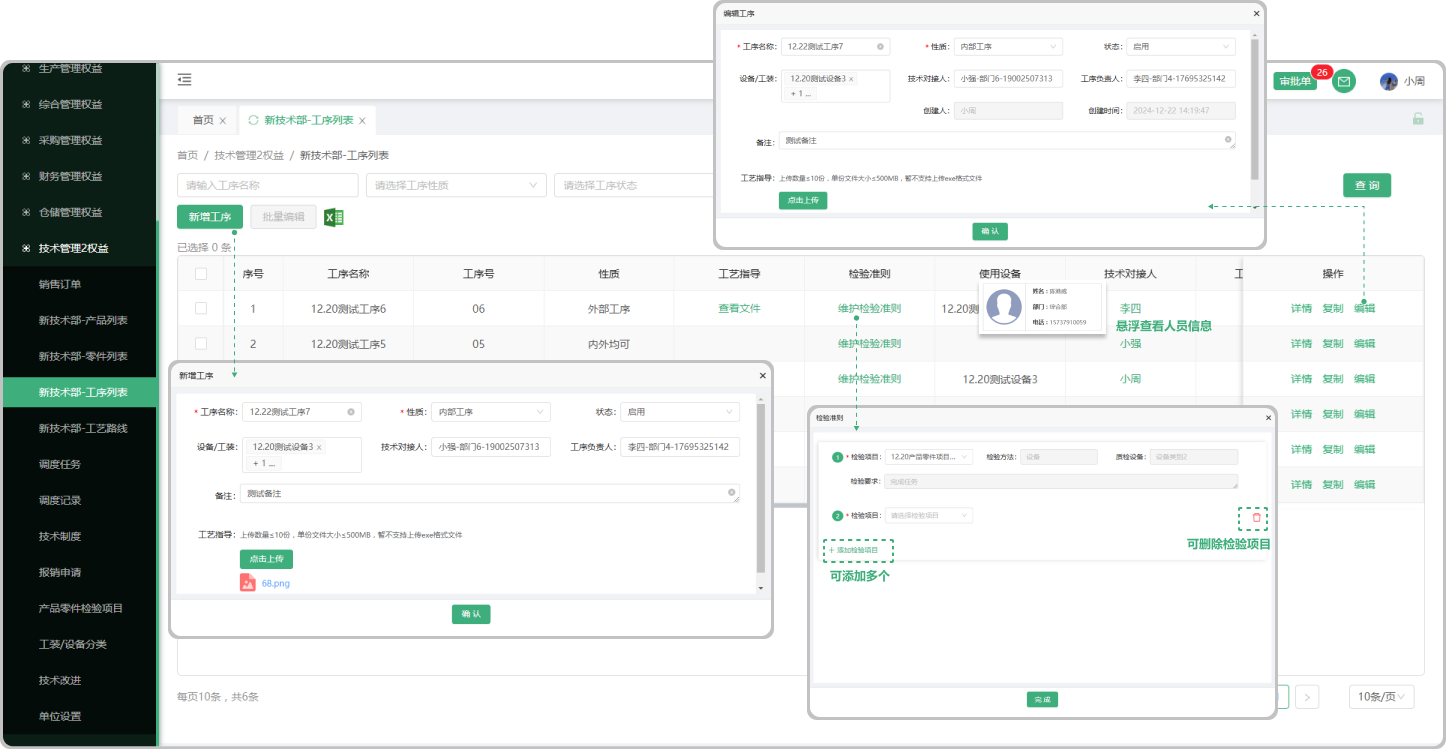 编辑工序
* 工序名称: 12.22测试工序7
* 性质: 内部工序
状态: 启用
设备/工装: 12.20测试设备3 ×
+ 1 ...
技术对接人: 小强-部门6-19002507313
工序负责人: 李四-部门4-17695325142
创建人: 小周
创建时间: 2024-12-22 14:19:47
备注: 测试备注
工艺指导: 上传数量≤10份，单份文件大小≤500MB，暂不支持上传exe格式文件
点击上传
确 认
生产管理权益
综合管理权益
采购管理权益
财务管理权益
仓储管理权益
技术管理2权益
销售订单
新技术部-产品列表
新技术部-零件列表
新技术部-工序列表
新技术部-工艺路线
调度任务
调度记录
技术制度
报销申请
产品零件检验项目
工装/设备分类
技术改进
单位设置
审批单 26
小周
首页 ×
新技术部-工序列表 ×
首页 / 技术管理2权益 / 新技术部-工序列表
请输入工序名称
请选择工序性质
请选择工序状态
查 询
新增工序
批量编辑
已选择 0 条
序号 工序名称 工序号 性质 工艺指导 检验准则 使用设备 技术对接人 工 操作
1 12.20测试工序6 06 外部工序 查看文件 维护检验准则 12.20测 李四 详情 复制 编辑
2 12.20测试工序5 05 内外均可 维护检验准则 小强 详情 复制 编辑
维护检验准则 12.20测试设备3 小周 详情 复制 编辑
详情 复制 编辑
详情 复制 编辑
详情 复制 编辑
部门：综合部
电话：15737910059
悬浮查看人员信息
新增工序
* 工序名称: 12.22测试工序7
* 性质: 内部工序
状态: 启用
设备/工装: 12.20测试设备3 ×
+ 1 ...
技术对接人: 小强-部门6-19002507313
工序负责人: 李四-部门4-17695325142
备注: 测试备注
工艺指导: 上传数量≤10份，单份文件大小≤500MB，暂不支持上传exe格式文件
点击上传
68.png
确 认
检验准则
1 * 检验项目: 12.20产品零件项目...
检验方法: 设备
质检设备: 设备类别2
检验要求: 完成任务
2 * 检验项目: 请选择检验项目
+ 添加检验项目
可添加多个
可删除检验项目
完 成
每页10条，共6条
10条/页